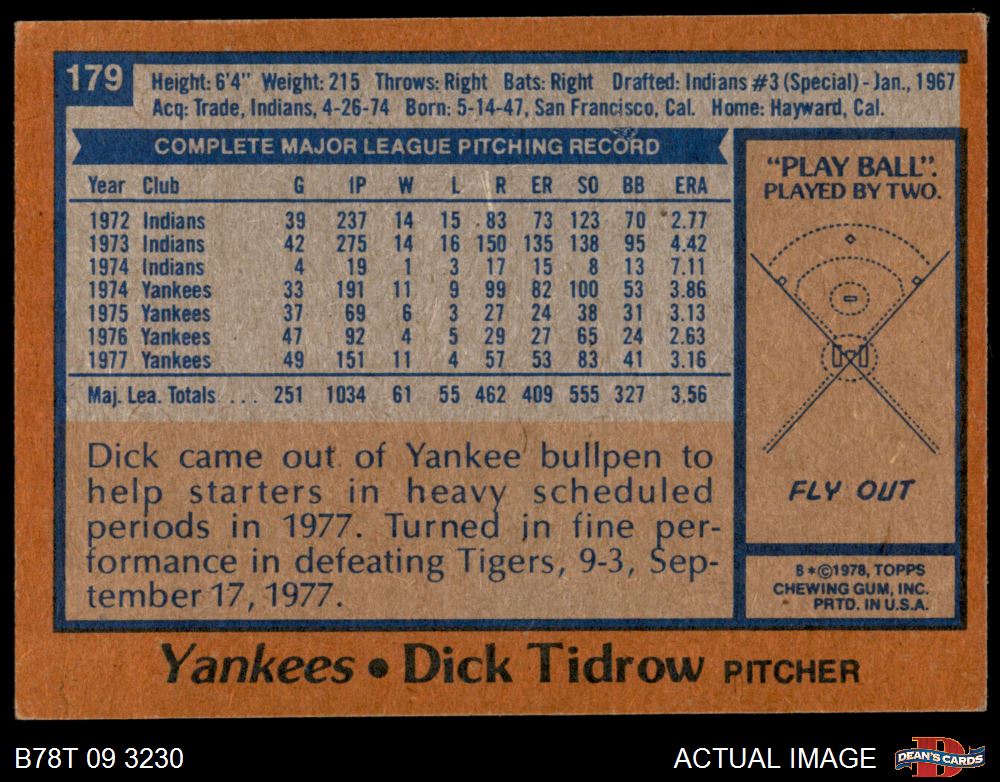 179
Height: 6'4" Weight: 215 Throws: Right Bats: Right Drafted: Indians #3 (Special) - Jan., 1967
Acq: Trade, Indians, 4-26-74 Born: 5-14-47, San Francisco, Cal. Home: Hayward, Cal.
COMPLETE MAJOR LEAGUE PITCHING RECORD
Year Club G IP W L R ER SO BB ERA
1972 Indians 39 237 14 15 83 73 123 70 2.77
1973 Indians 42 275 14 16 150 135 138 95 4.42
1974 Indians 4 19 1 3 17 15 8 13 7.11
1974 Yankees 33 191 11 9 99 82 100 53 3.86
1975 Yankees 37 69 6 3 27 24 38 31 3.13
1976 Yankees 47 92 4 5 29 27 65 24 2.63
1977 Yankees 49 151 11 4 57 53 83 41 3.16
Maj. Lea. Totals . . . 251 1034 61 55 462 409 555 327 3.56
Dick came out of Yankee bullpen to
help starters in heavy scheduled
periods in 1977. Turned in fine per-
formance in defeating Tigers, 9-3, Sep-
tember 17, 1977.
"PLAY BALL".
PLAYED BY TWO.
FLY OUT
8*©1978, TOPPS
CHEWING GUM, INC.
PRTD. IN U.S.A.
Yankees • Dick Tidrow PITCHER
B78T 09 3230
ACTUAL IMAGE
D
DEAN'S CARDS